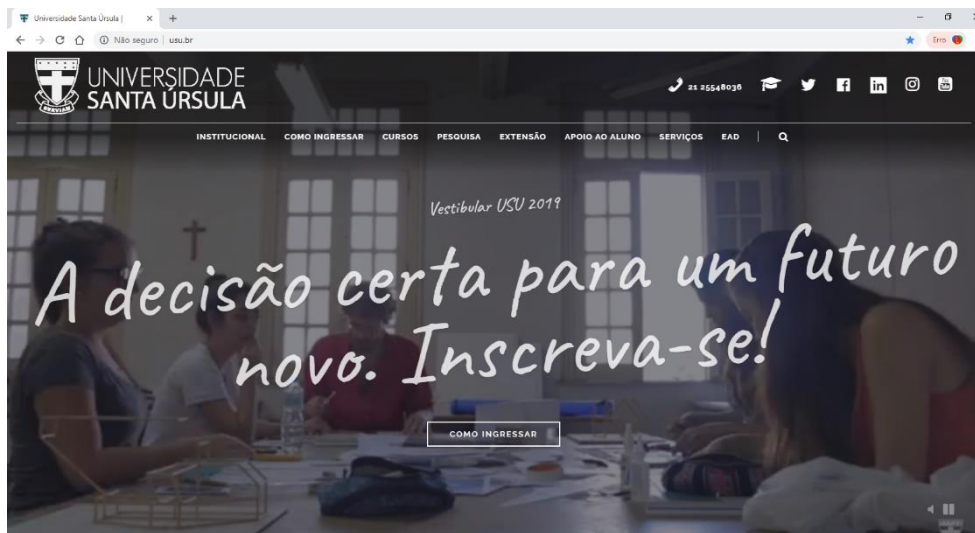 Universidade Santa Úrsula |
Não seguro | usu.br
Erro
UNIVERSIDADE
SANTA ÚRSULA
SERVIAM
21 25548036
INSTITUCIONAL COMO INGRESSAR CURSOS PESQUISA EXTENSÃO APOIO AO ALUNO SERVIÇOS EAD
Vestibular USU 2019
A decisão certa para um futuro
novo. Inscreva-se!
COMO INGRESSAR